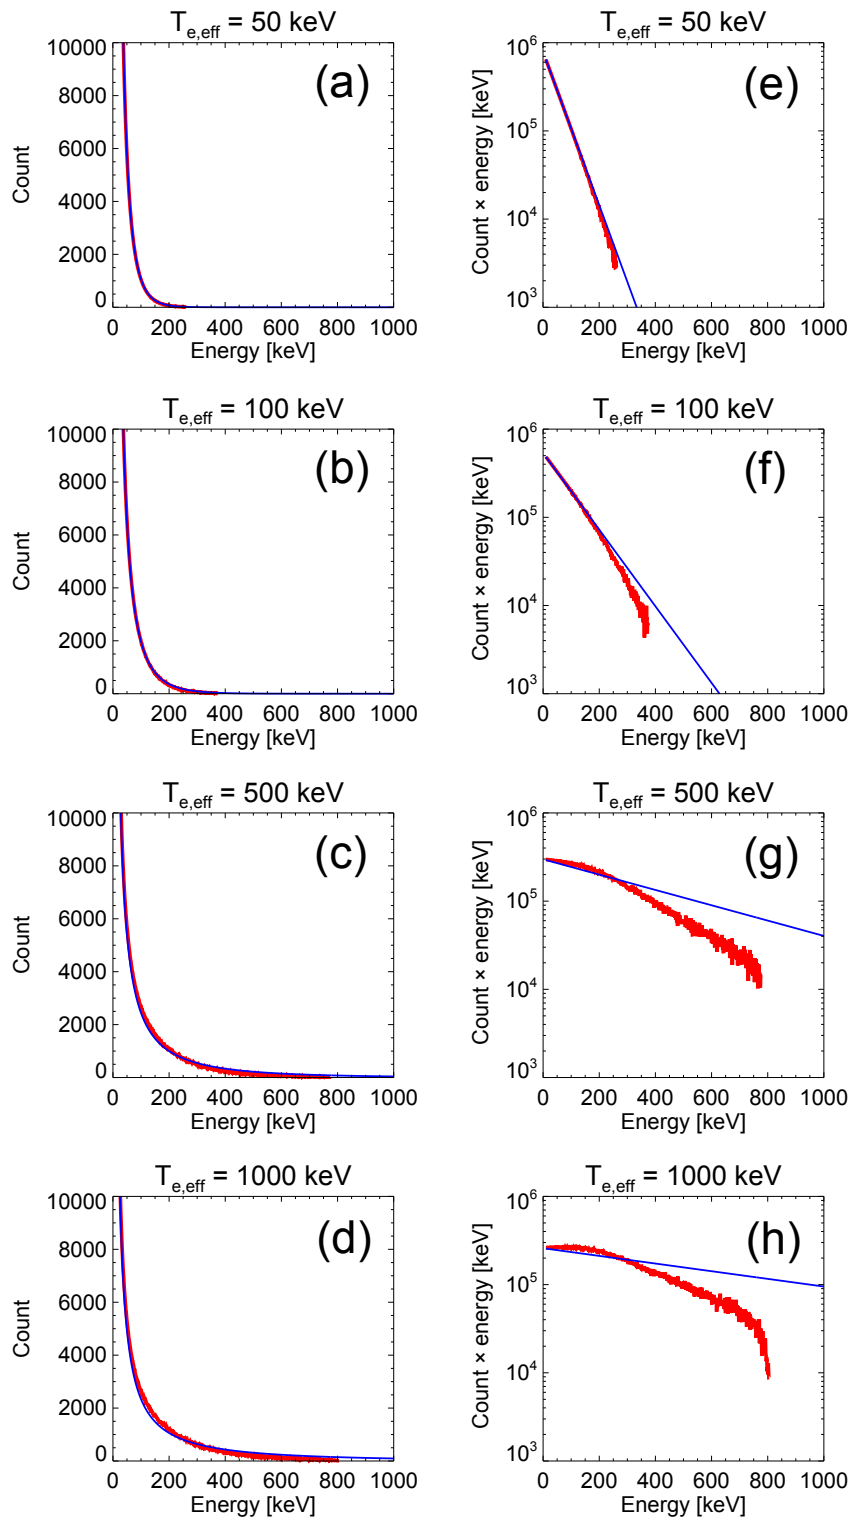 T_e,eff = 50 keV
(a)
10000
8000
6000
4000
2000
0
Count
0 200 400 600 800 1000
Energy [keV]
T_e,eff = 50 keV
(e)
10^6
10^5
10^4
10^3
Count × energy [keV]
0 200 400 600 800 1000
Energy [keV]
T_e,eff = 100 keV
(b)
10000
8000
6000
4000
2000
0
Count
0 200 400 600 800 1000
Energy [keV]
T_e,eff = 100 keV
(f)
10^6
10^5
10^4
10^3
Count × energy [keV]
0 200 400 600 800 1000
Energy [keV]
T_e,eff = 500 keV
(c)
10000
8000
6000
4000
2000
0
Count
0 200 400 600 800 1000
Energy [keV]
T_e,eff = 500 keV
(g)
10^6
10^5
10^4
10^3
Count × energy [keV]
0 200 400 600 800 1000
Energy [keV]
T_e,eff = 1000 keV
(d)
10000
8000
6000
4000
2000
0
Count
0 200 400 600 800 1000
Energy [keV]
T_e,eff = 1000 keV
(h)
10^6
10^5
10^4
10^3
Count × energy [keV]
0 200 400 600 800 1000
Energy [keV]